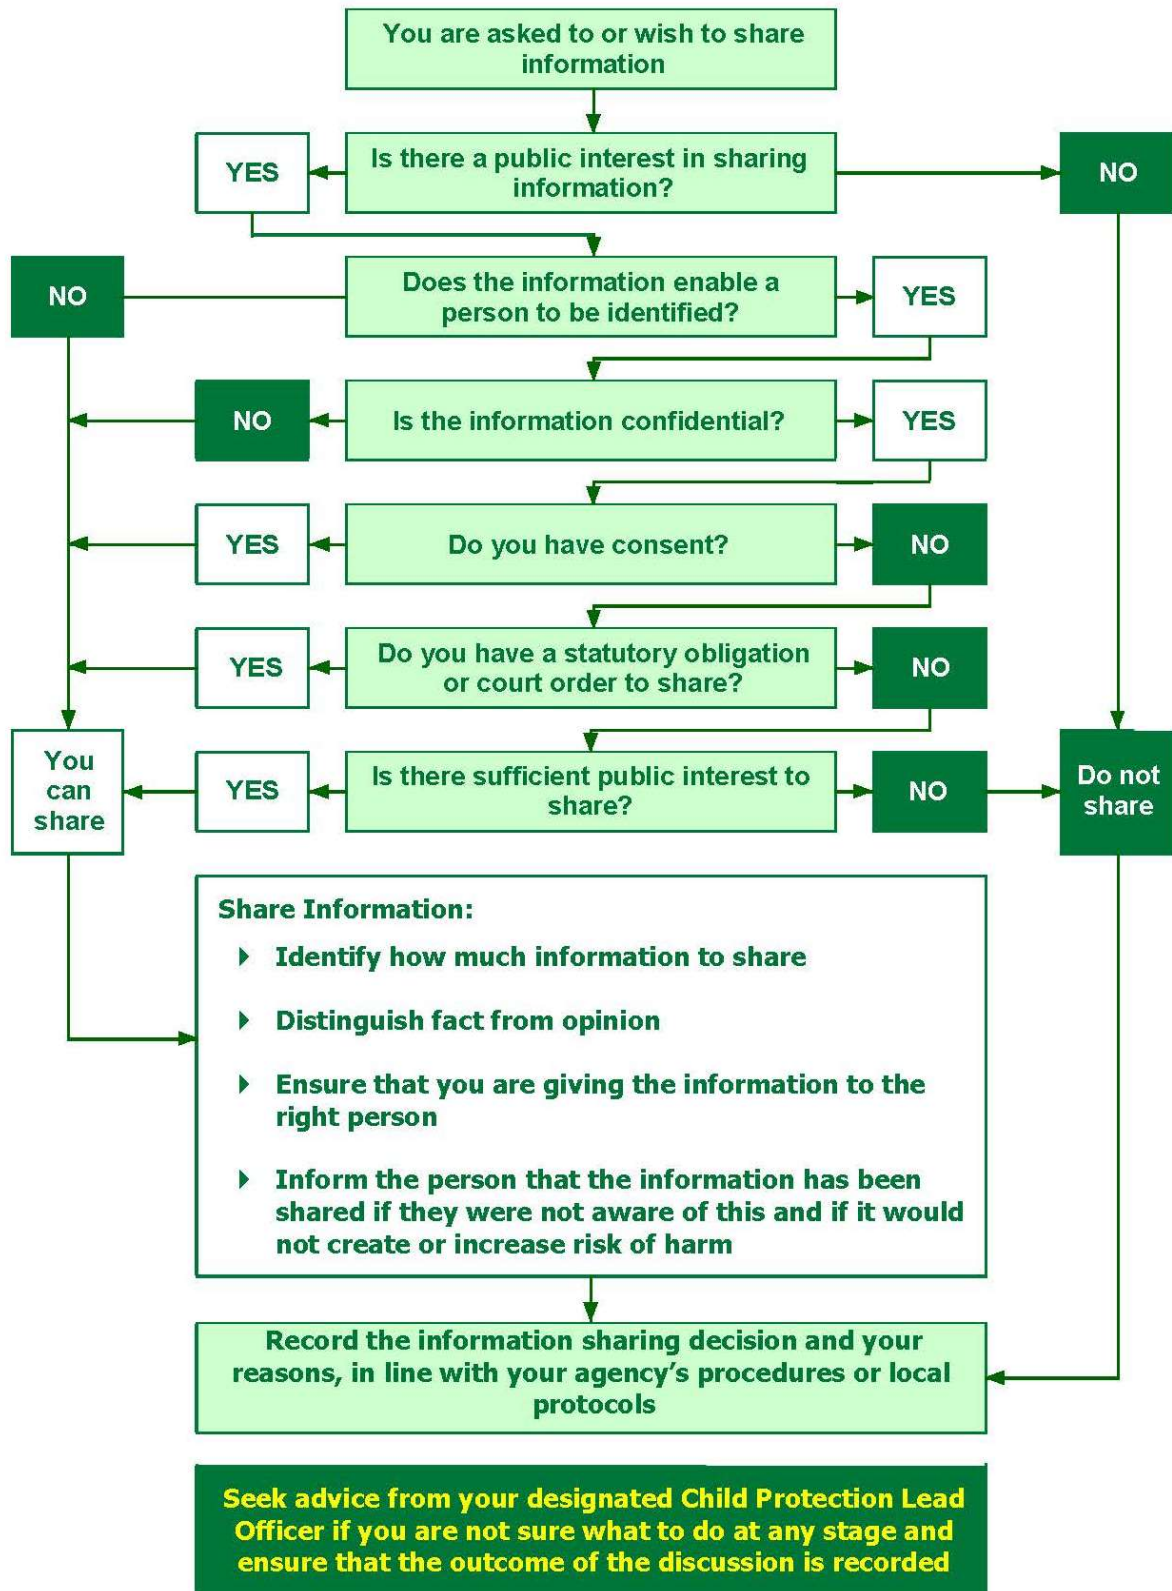 You are asked to or wish to share
information
YES
Is there a public interest in sharing
information?
NO
NO
Does the information enable a
person to be identified?
YES
NO
Is the information confidential?
YES
YES
Do you have consent?
NO
YES
Do you have a statutory obligation
or court order to share?
NO
You
can
share
YES
Is there sufficient public interest to
share?
NO
Do not
share
Share Information:
Identify how much information to share
Distinguish fact from opinion
Ensure that you are giving the information to the
right person
Inform the person that the information has been
shared if they were not aware of this and if it would
not create or increase risk of harm
Record the information sharing decision and your
reasons, in line with your agency's procedures or local
protocols
Seek advice from your designated Child Protection Lead
Officer if you are not sure what to do at any stage and
ensure that the outcome of the discussion is recorded